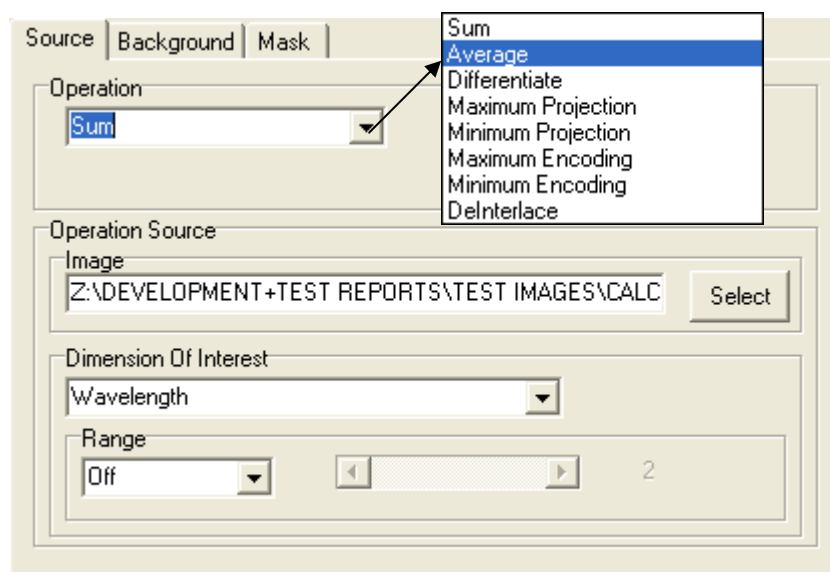 Source Background Mask
Operation
Sum
Sum
Average
Differentiate
Maximum Projection
Minimum Projection
Maximum Encoding
Minimum Encoding
DeInterlace
Operation Source
Image
Z:\DEVELOPMENT+TEST REPORTS\TEST IMAGES\CALC
Select
Dimension Of Interest
Wavelength
Range
Off
2